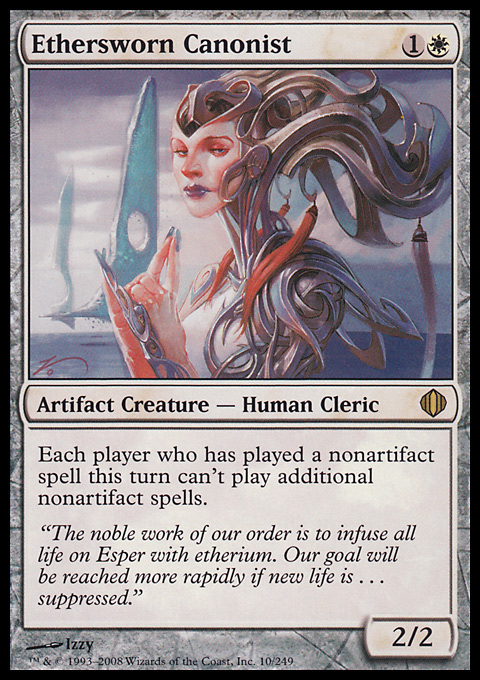 Ethersworn Canonist 1
Artifact Creature — Human Cleric
Each player who has played a nonartifact
spell this turn can't play additional
nonartifact spells.
“The noble work of our order is to infuse all
life on Esper with etherium. Our goal will
be reached more rapidly if new life is . . .
suppressed.”
Izzy
2/2
™ & © 1993–2008 Wizards of the Coast, Inc. 10/249